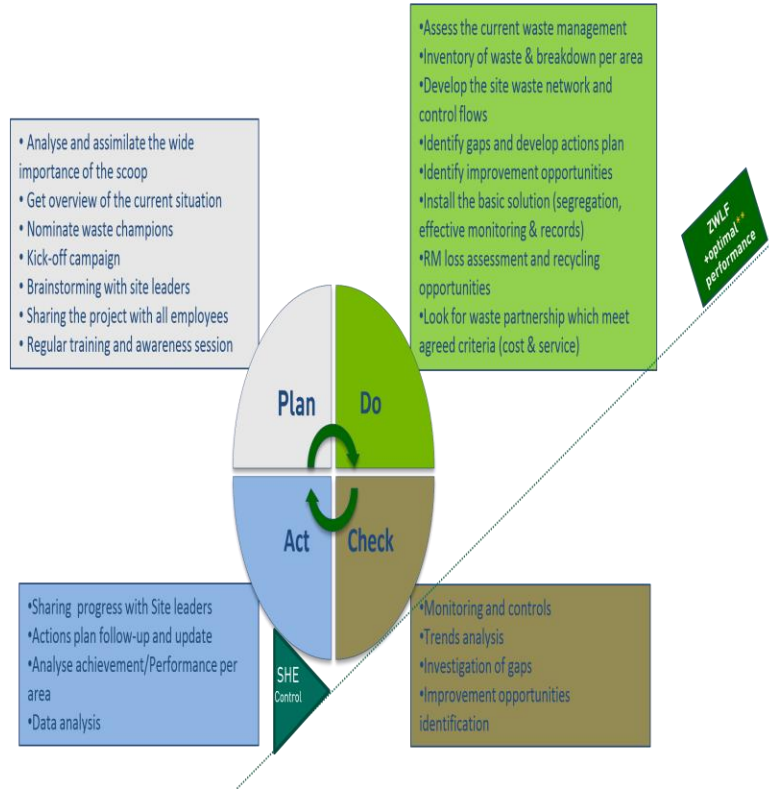 • Analyse and assimilate the wide
importance of the scoop
• Get overview of the current situation
• Nominate waste champions
• Kick-off campaign
• Brainstorming with site leaders
• Sharing the project with all employees
• Regular training and awareness session
•Assess the current waste management
•Inventory of waste & breakdown per area
•Develop the site waste network and
control flows
•Identify gaps and develop actions plan
•Identify improvement opportunities
•Install the basic solution (segregation,
effective monitoring & records)
•RM loss assessment and recycling
opportunities
•Look for waste partnership which meet
agreed criteria (cost & service)
ZWLF
+optimal**
performance
Plan
Do
Act
Check
•Sharing progress with Site leaders
•Actions plan follow-up and update
•Analyse achievement/Performance per
area
•Data analysis
SHE
Control
•Monitoring and controls
•Trends analysis
•Investigation of gaps
•Improvement opportunities
identification